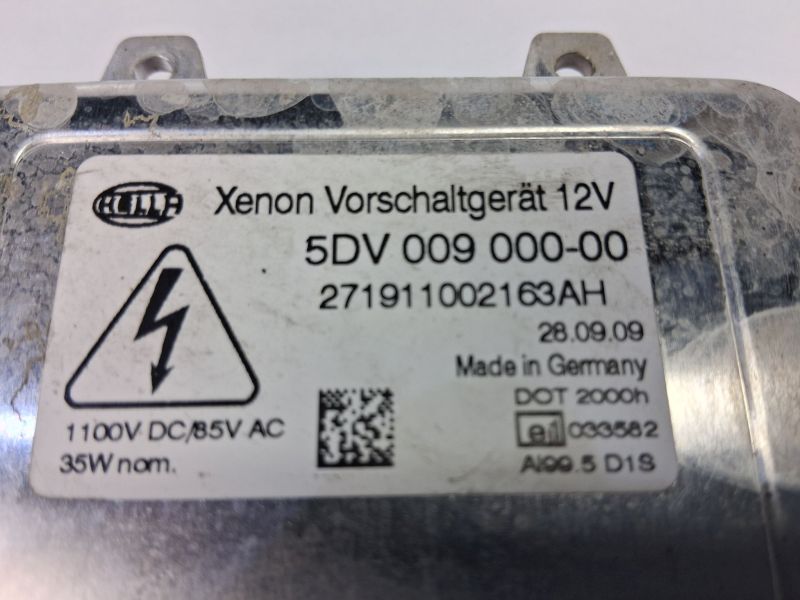 HELLA
Xenon Vorschaltgerät 12V
5DV 009 000-00
271911002163AH
28.09.09
Made in Germany
DOT 2000h
e1 033582
Al99.5 D1S
1100V DC/85V AC
35W nom.